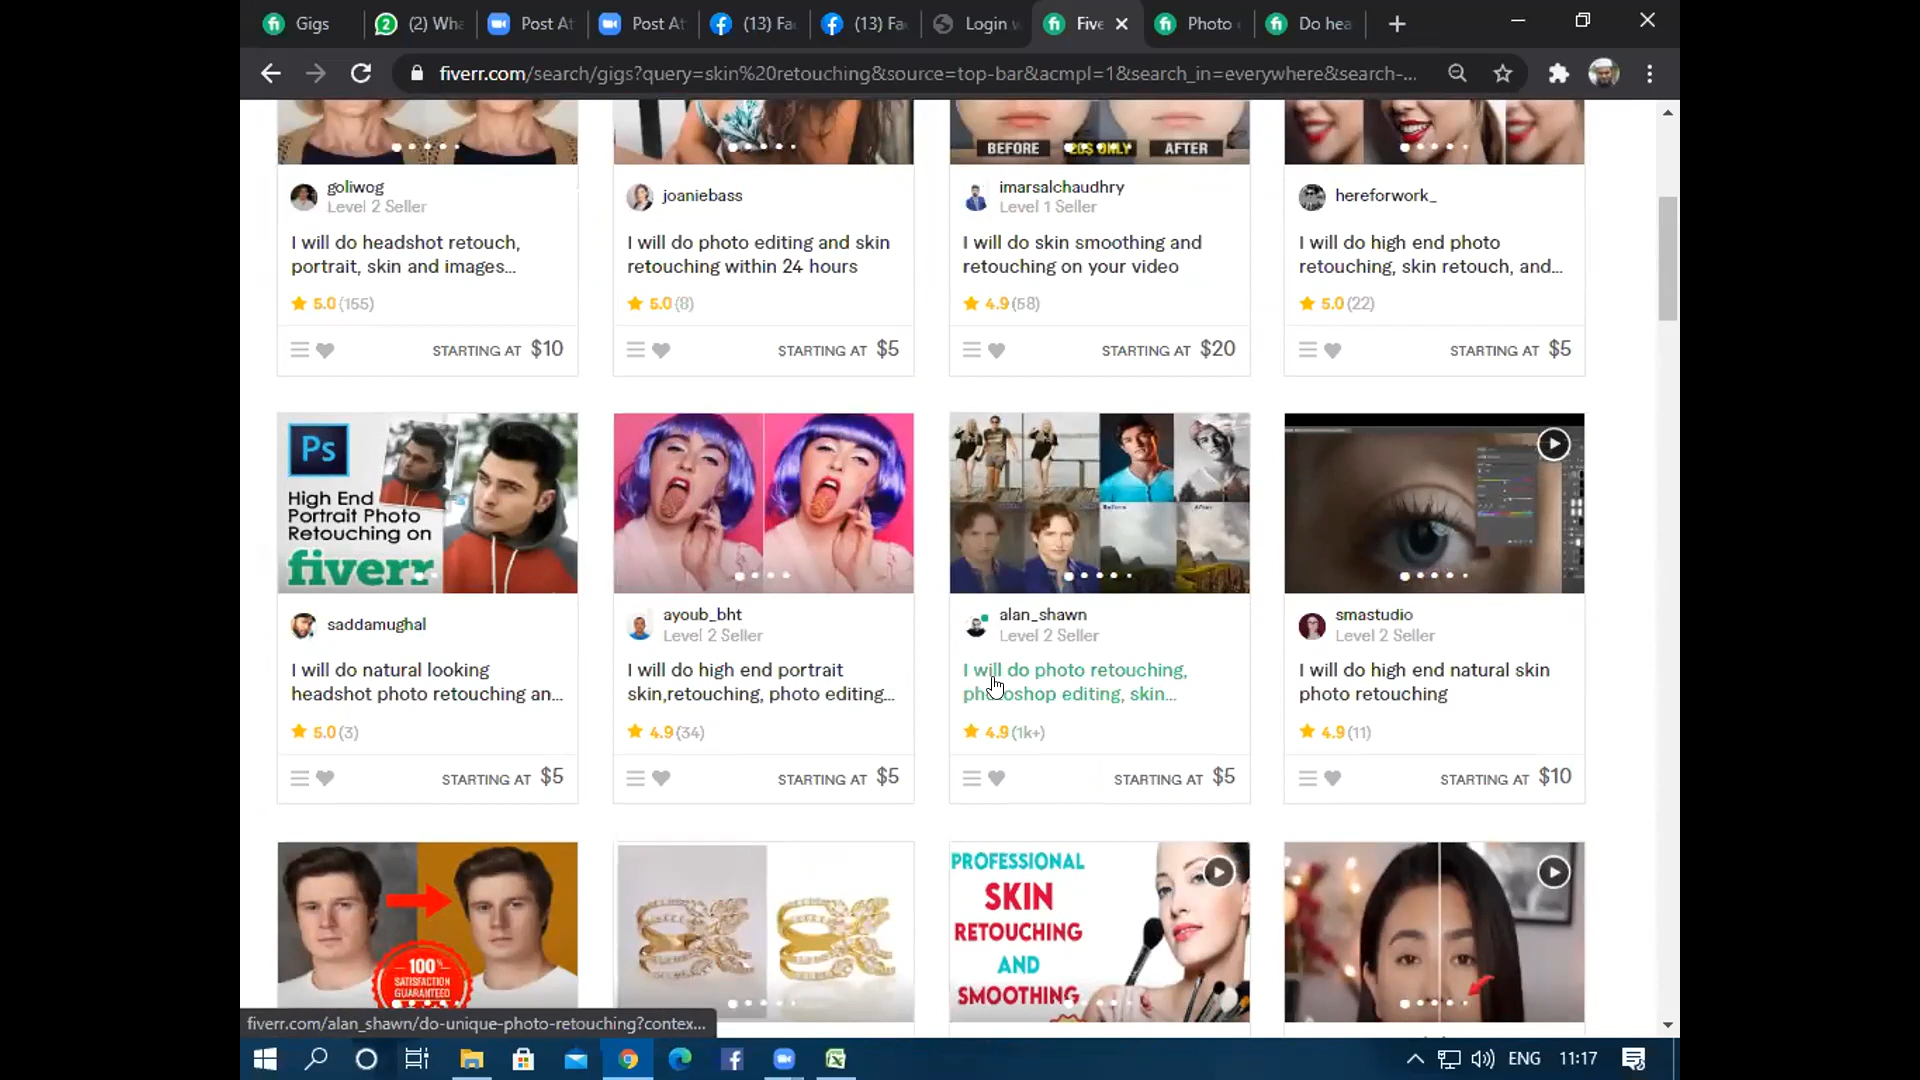 Gigs
(2) Wha
Post At
Post At
(13) Fa
(13) Fa
Login
Five
Photo
Do hea
fiverr.com/search/gigs?query=skin%20retouching&source=top-bar&acmpl=1&search_in=everywhere&search-...
BEFORE
AFTER
goliwog
Level 2 Seller
I will do headshot retouch,
portrait, skin and images...
5.0 (155)
STARTING AT $10
joaniebass
I will do photo editing and skin
retouching within 24 hours
5.0 (8)
STARTING AT $5
imarsalchaudhry
Level 1 Seller
I will do skin smoothing and
retouching on your video
4.9 (58)
STARTING AT $20
hereforwork_
I will do high end photo
retouching, skin retouch, and...
5.0 (22)
STARTING AT $5
Ps
High End
Portrait Photo
Retouching on
fiverr
saddamughal
I will do natural looking
headshot photo retouching an...
5.0 (3)
STARTING AT $5
ayoub_bht
Level 2 Seller
I will do high end portrait
skin,retouching, photo editing...
4.9 (34)
STARTING AT $5
alan_shawn
Level 2 Seller
I will do photo retouching,
photoshop editing, skin...
4.9 (1k+)
STARTING AT $5
smastudio
Level 2 Seller
I will do high end natural skin
photo retouching
4.9 (11)
STARTING AT $10
100%
SATISFACTION
GUARANTEED
PROFESSIONAL
SKIN
RETOUCHING
AND
SMOOTHING
fiverr.com/alan_shawn/do-unique-photo-retouching?contex...
ENG
11:17